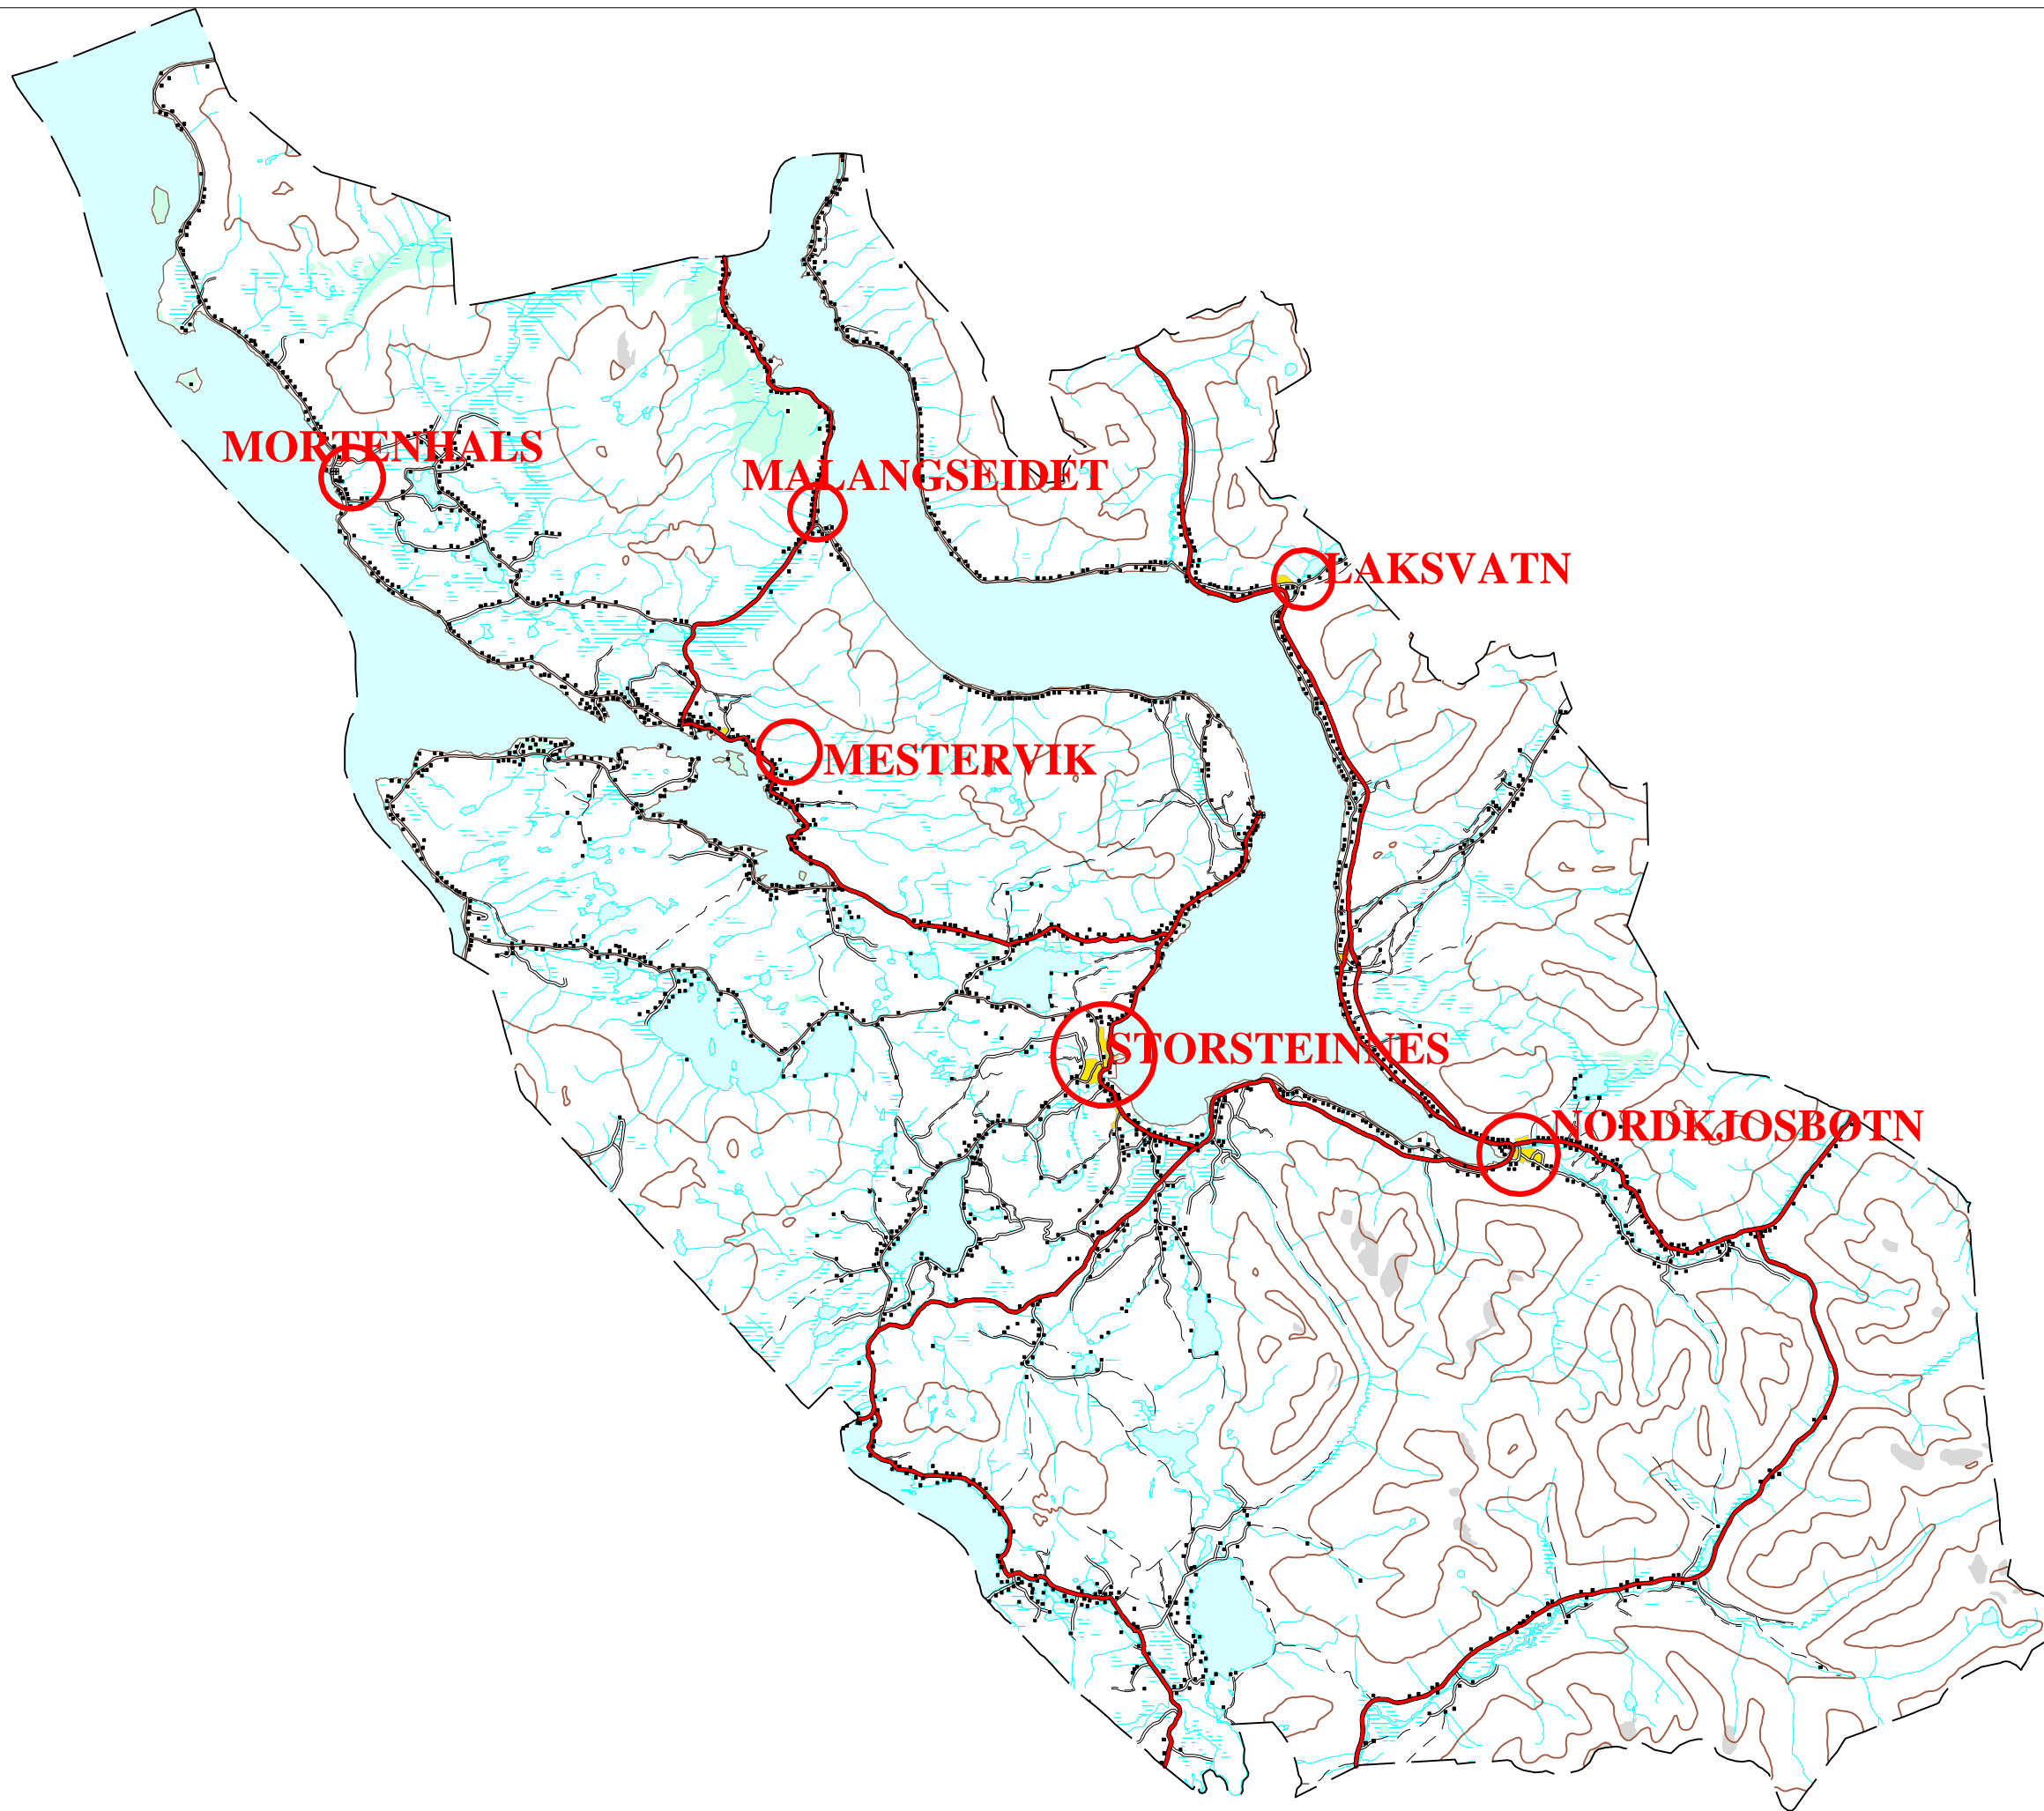 MORTENHALS
MALANGSEIDET
LAKSVATN
MESTERVIK
STORSTEINNES
NORDKJOSBOTN